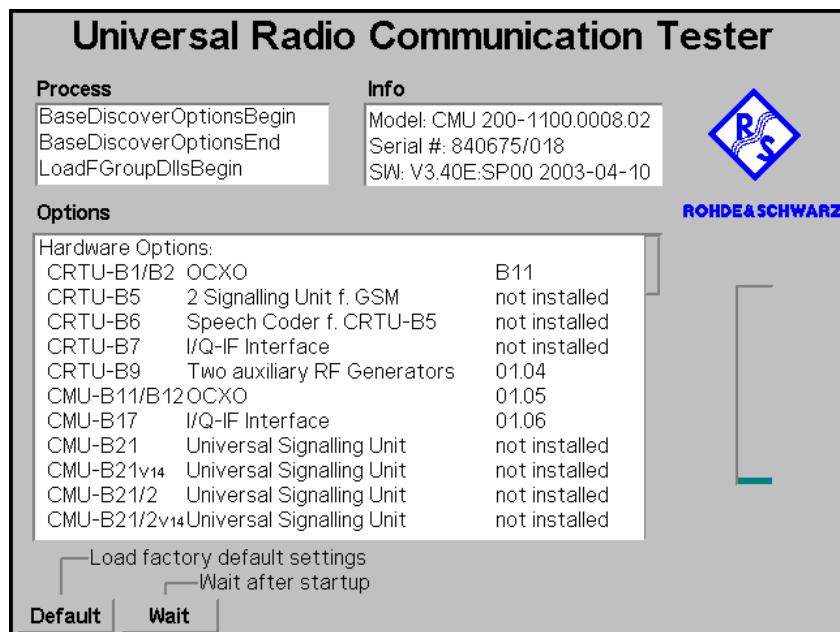 Universal Radio Communication Tester
Process
BaseDiscoverOptionsBegin
BaseDiscoverOptionsEnd
LoadFGroupDllsBegin
Info
Model: CMU 200-1100.0008.02
Serial #: 840675/018
SW: V3.40E:SP00 2003-04-10
R S
ROHDE&SCHWARZ
Options
Hardware Options:
CRTU-B1/B2 OCXO B11
CRTU-B5 2 Signalling Unit f. GSM not installed
CRTU-B6 Speech Coder f. CRTU-B5 not installed
CRTU-B7 I/Q-IF Interface not installed
CRTU-B9 Two auxiliary RF Generators 01.04
CMU-B11/B12 OCXO 01.05
CMU-B17 I/Q-IF Interface 01.06
CMU-B21 Universal Signalling Unit not installed
CMU-B21V14 Universal Signalling Unit not installed
CMU-B21/2 Universal Signalling Unit not installed
CMU-B21/2V14 Universal Signalling Unit not installed
Load factory default settings
Wait after startup
Default Wait